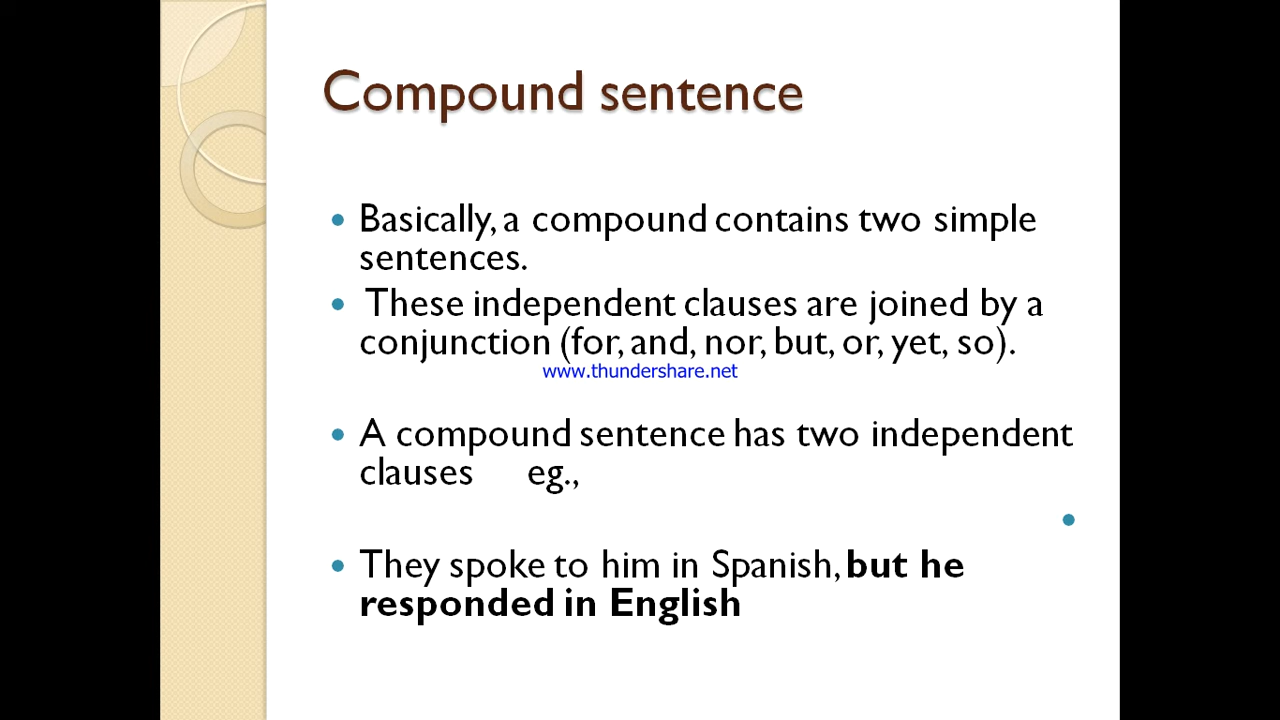 Compound sentence
Basically, a compound contains two simple
sentences.
These independent clauses are joined by a
conjunction (for, and, nor, but, or, yet, so).
www.thundershare.net
A compound sentence has two independent
clauses eg.,
They spoke to him in Spanish, but he
responded in English